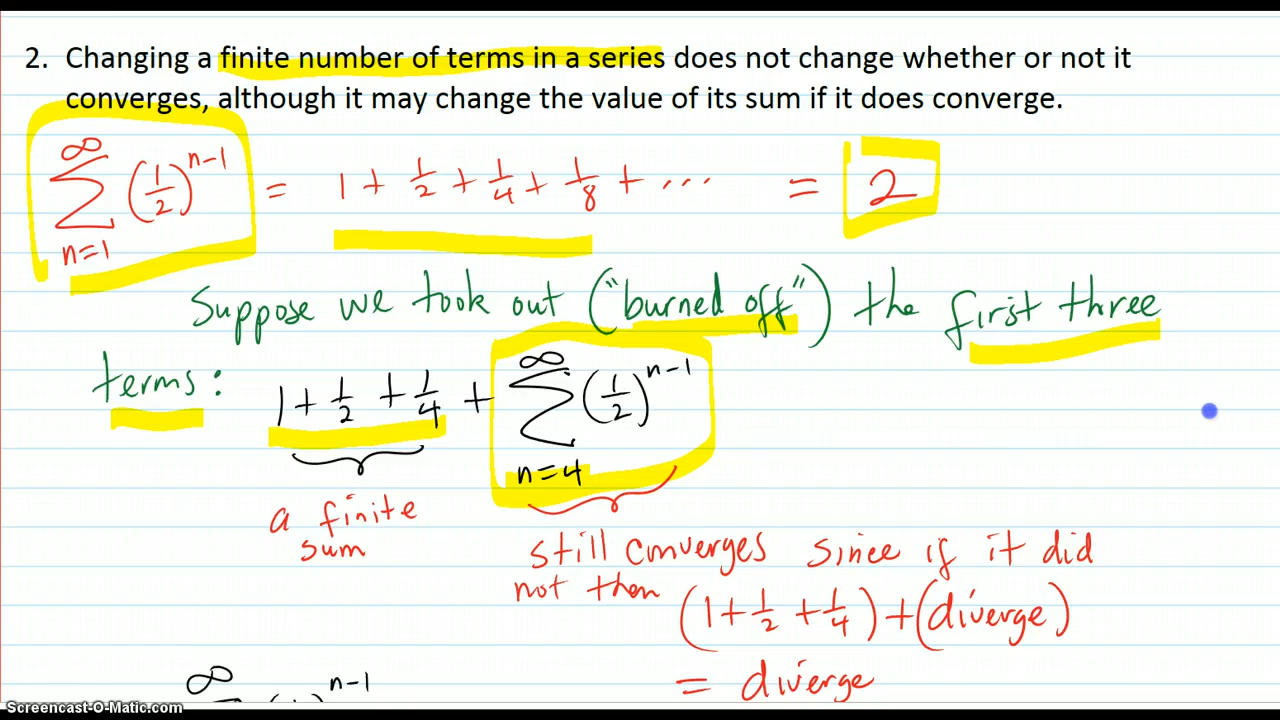 2. Changing a finite number of terms in a series does not change whether or not it
converges, although it may change the value of its sum if it does converge.
∞
∑ (1/2)^(n-1) = 1 + 1/2 + 1/4 + 1/8 + ... = 2
n=1
Suppose we took out ("burned off") the first three
terms: 1 + 1/2 + 1/4 + ∑ (1/2)^(n-1)
∞
n=4
a finite
sum
still converges since if it did
not then (1 + 1/2 + 1/4) + (diverge)
= diverge
∞
n-1
Screencast-O-Matic.com